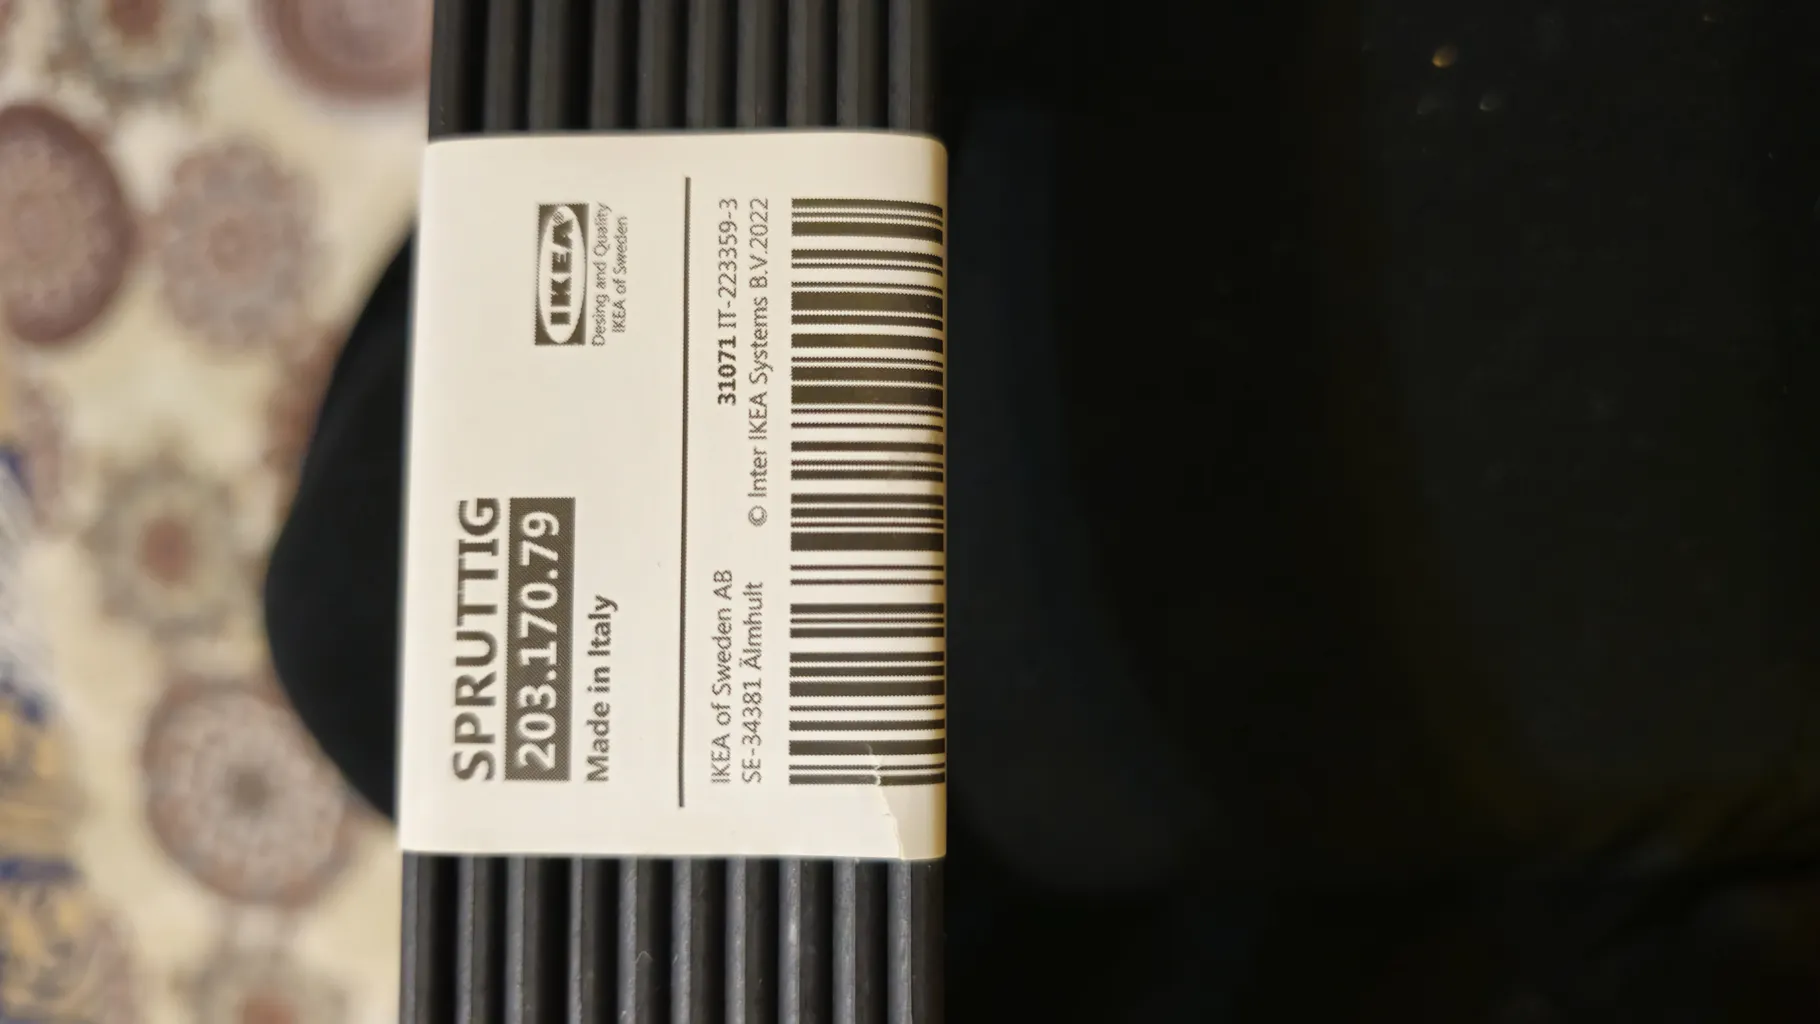 SPRUTTIG
203.170.79
Made in Italy
IKEA®
Desing and Quality
IKEA of Sweden
IKEA of Sweden AB
SE-34381 Älmhult
31071 IT-223359-3
© Inter IKEA Systems B.V.2022